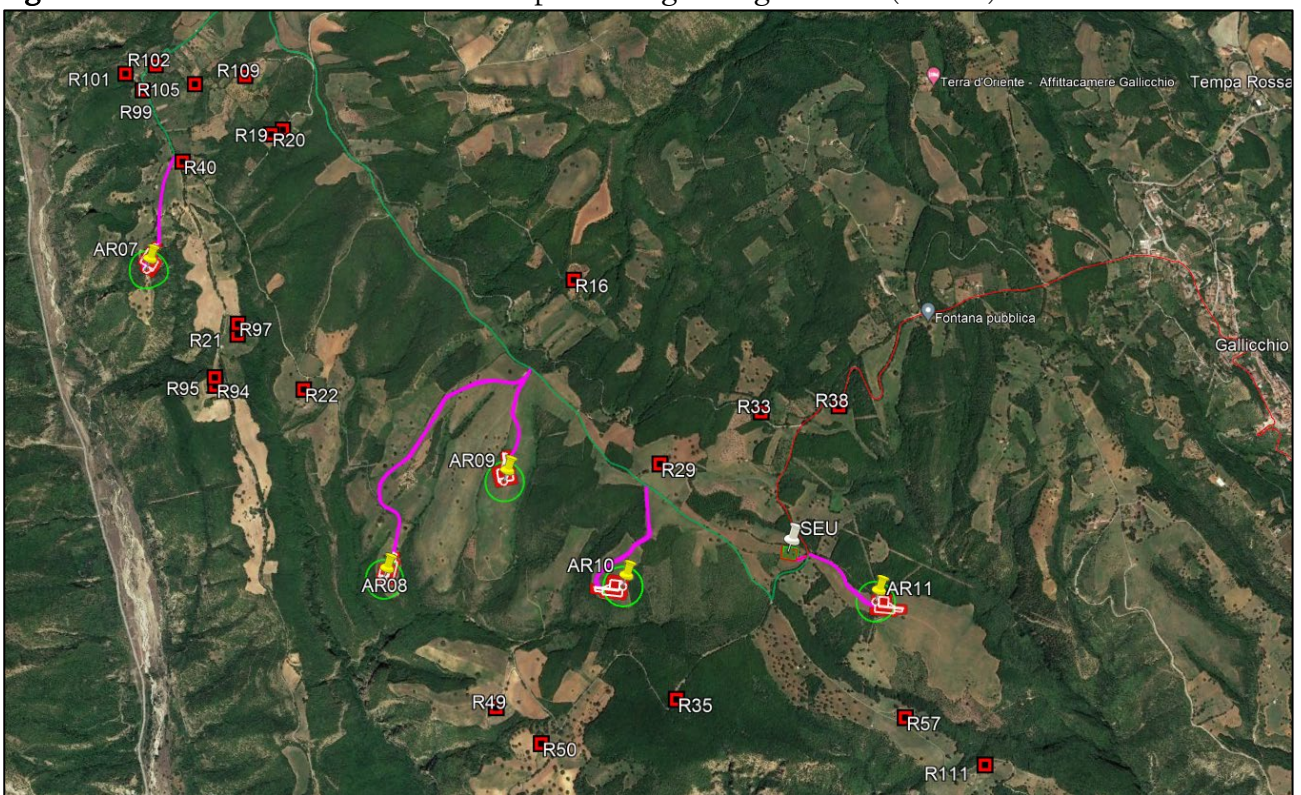 R102
R101
R109
R105
R99
Terra d'Oriente - Affittacamere Gallicchio
Tempa Rossa
R19
R20
R40
AR07
R16
Fontana pubblica
R97
R21
Gallicchio
R95
R94
R22
R33
R38
AR09
R29
SEU
AR10
AR08
AR11
R49
R35
R57
R50
R111